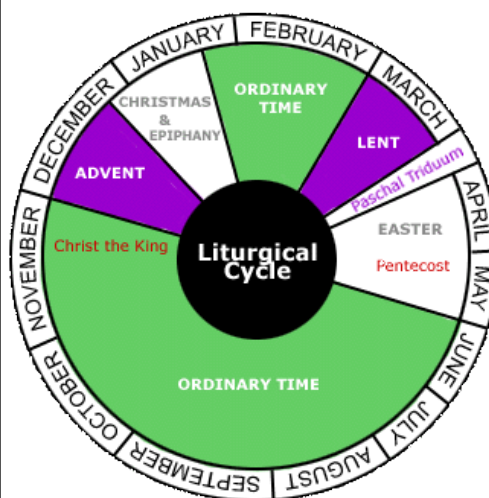 JANUARY
FEBRUARY
MARCH
APRIL
MAY
JUNE
JULY
AUGUST
SEPTEMBER
OCTOBER
NOVEMBER
DECEMBER
CHRISTMAS
&
EPIPHANY
ORDINARY
TIME
LENT
Paschal Triduum
EASTER
Pentecost
ORDINARY TIME
Christ the King
ADVENT
Liturgical
Cycle